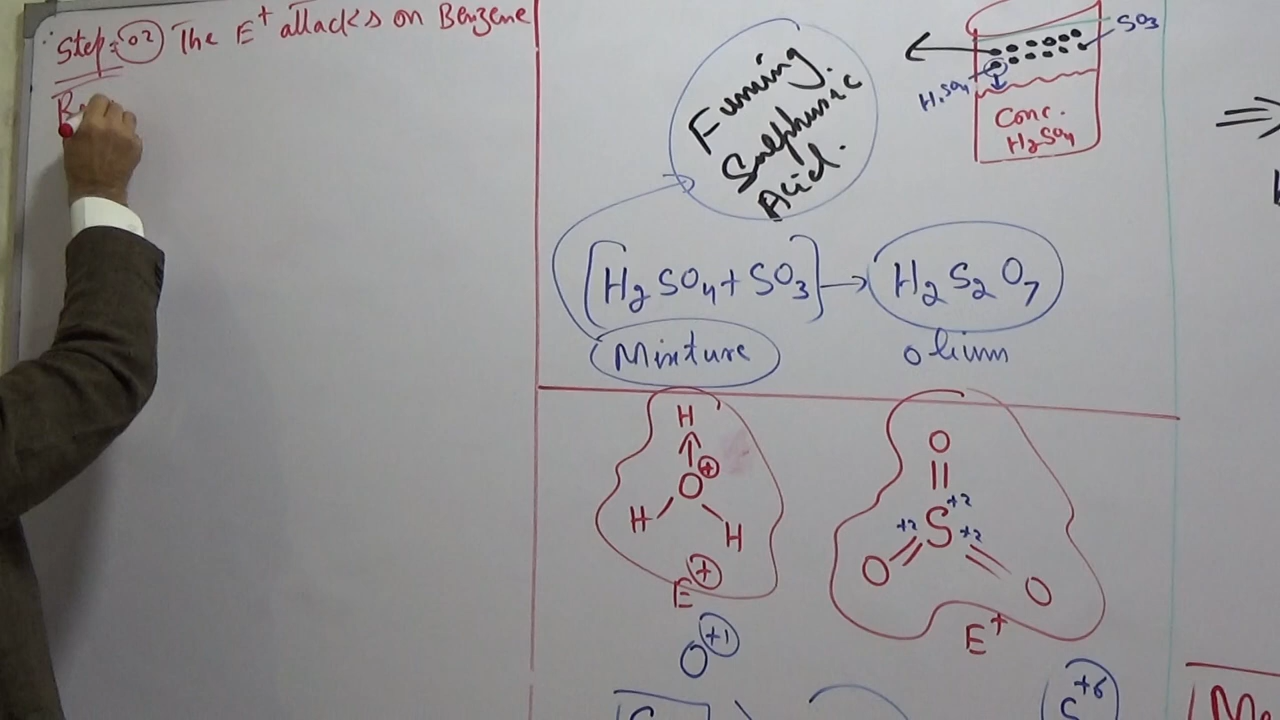 Step:-02 The E+ attacks on Benzene
Fuming
Sulphuric
Acid.
SO3
H2SO4
Conc.
H2SO4
[H2SO4 + SO3] → H2S2O7
Mixture
olium
H
O+
H H
E+
O+1
O
+2
+2 S +2
O O
E+
S+6